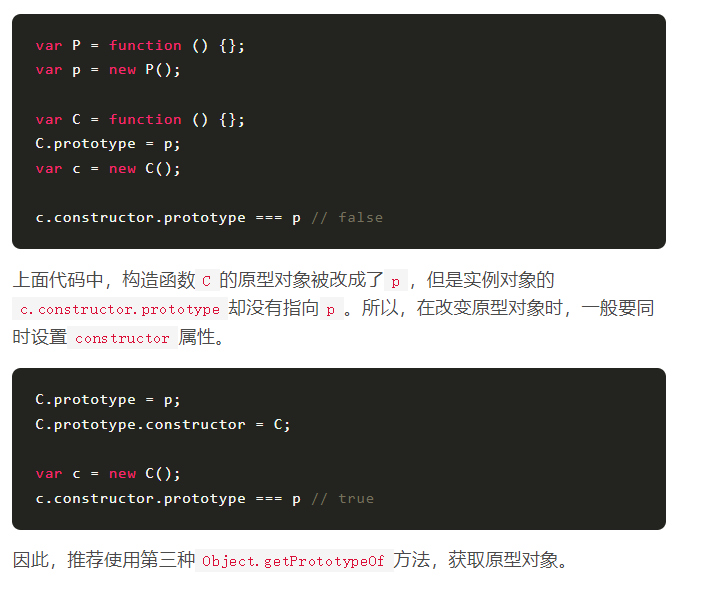 var P = function () {};
var p = new P();
var C = function () {};
C.prototype = p;
var c = new C();
c.constructor.prototype === p // false
上面代码中，构造函数 C 的原型对象被改成了 p ，但是实例对象的
c.constructor.prototype 却没有指向 p 。所以，在改变原型对象时，一般要同
时设置 constructor 属性。
C.prototype = p;
C.prototype.constructor = C;
var c = new C();
c.constructor.prototype === p // true
因此，推荐使用第三种 Object.getPrototypeOf 方法，获取原型对象。